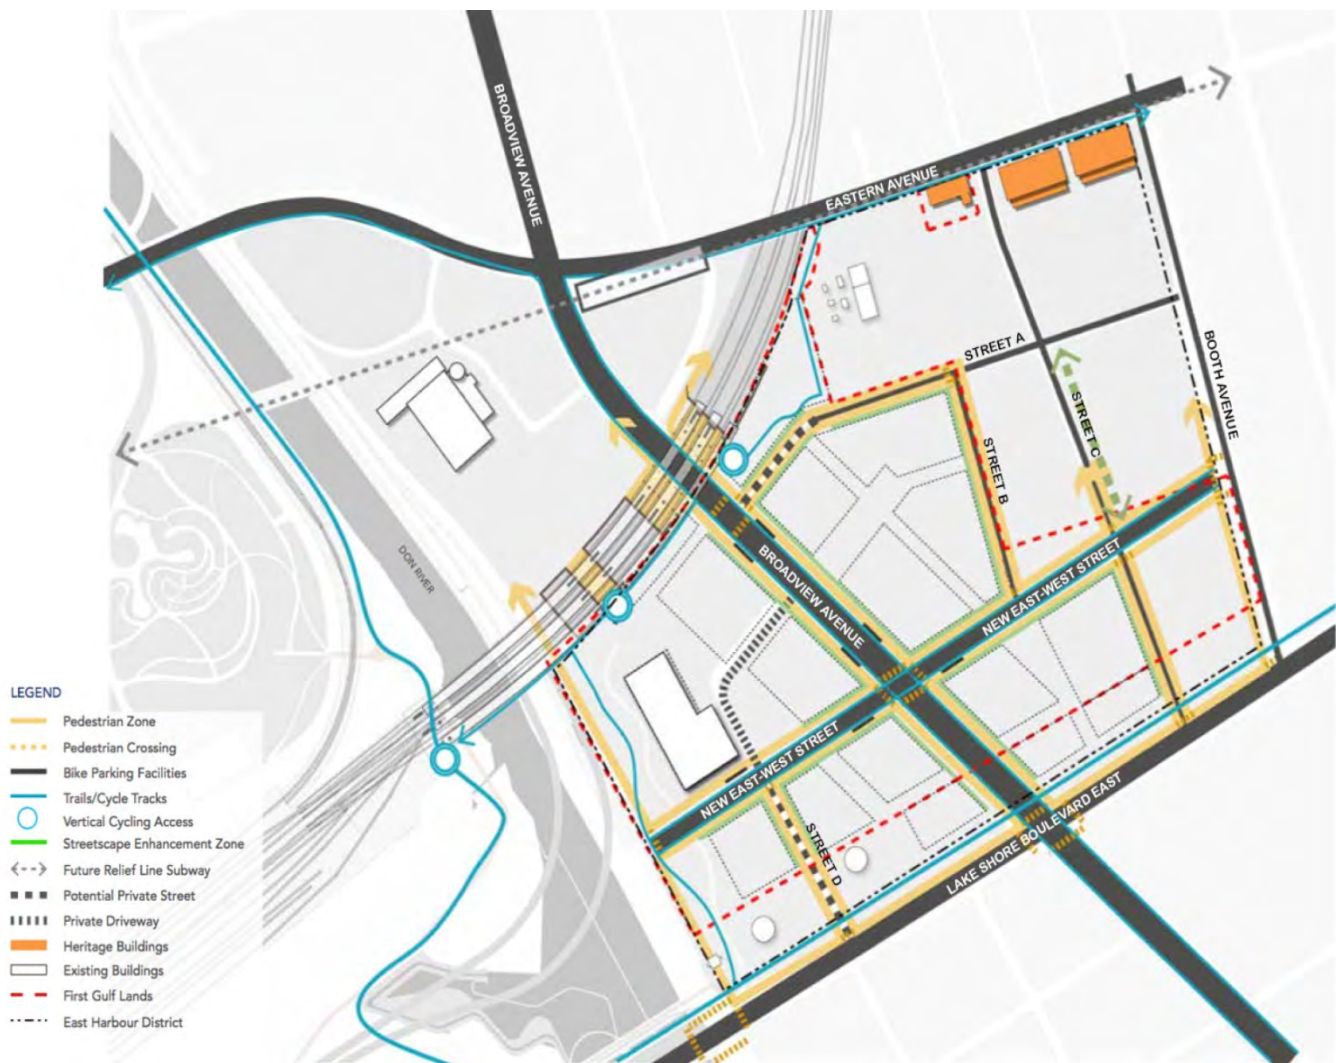 BROADVIEW AVENUE
EASTERN AVENUE
STREET A
BOOTH AVENUE
STREET C
STREET B
DON RIVER
BROADVIEW AVENUE
NEW EAST-WEST STREET
NEW EAST-WEST STREET
STREET D
LAKE SHORE BOULEVARD EAST
LEGEND
Pedestrian Zone
Pedestrian Crossing
Bike Parking Facilities
Trails/Cycle Tracks
Vertical Cycling Access
Streetscape Enhancement Zone
Future Relief Line Subway
Potential Private Street
Private Driveway
Heritage Buildings
Existing Buildings
First Gulf Lands
East Harbour District